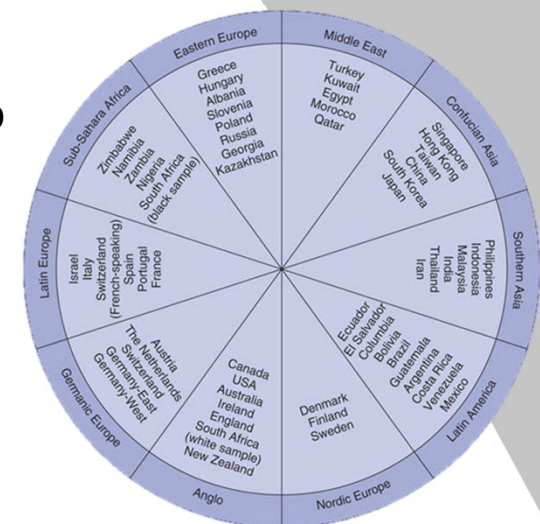 Eastern Europe
Greece
Hungary
Albania
Slovenia
Poland
Russia
Georgia
Kazakhstan
Middle East
Turkey
Kuwait
Egypt
Morocco
Qatar
Confucian Asia
Singapore
Hong Kong
Taiwan
China
South Korea
Japan
Southern Asia
Philippines
Indonesia
Malaysia
India
Thailand
Iran
Latin America
Ecuador
El Salvador
Columbia
Bolivia
Brazil
Guatemala
Argentina
Costa Rica
Venezuela
Mexico
Nordic Europe
Denmark
Finland
Sweden
Anglo
Canada
USA
Australia
Ireland
England
South Africa
(white sample)
New Zealand
Germanic Europe
Austria
The Netherlands
Switzerland
Germany-East
Germany-West
Latin Europe
Israel
Italy
Switzerland
(French-speaking)
Spain
Portugal
France
Sub-Sahara Africa
Zimbabwe
Namibia
Zambia
Nigeria
South Africa
(black sample)